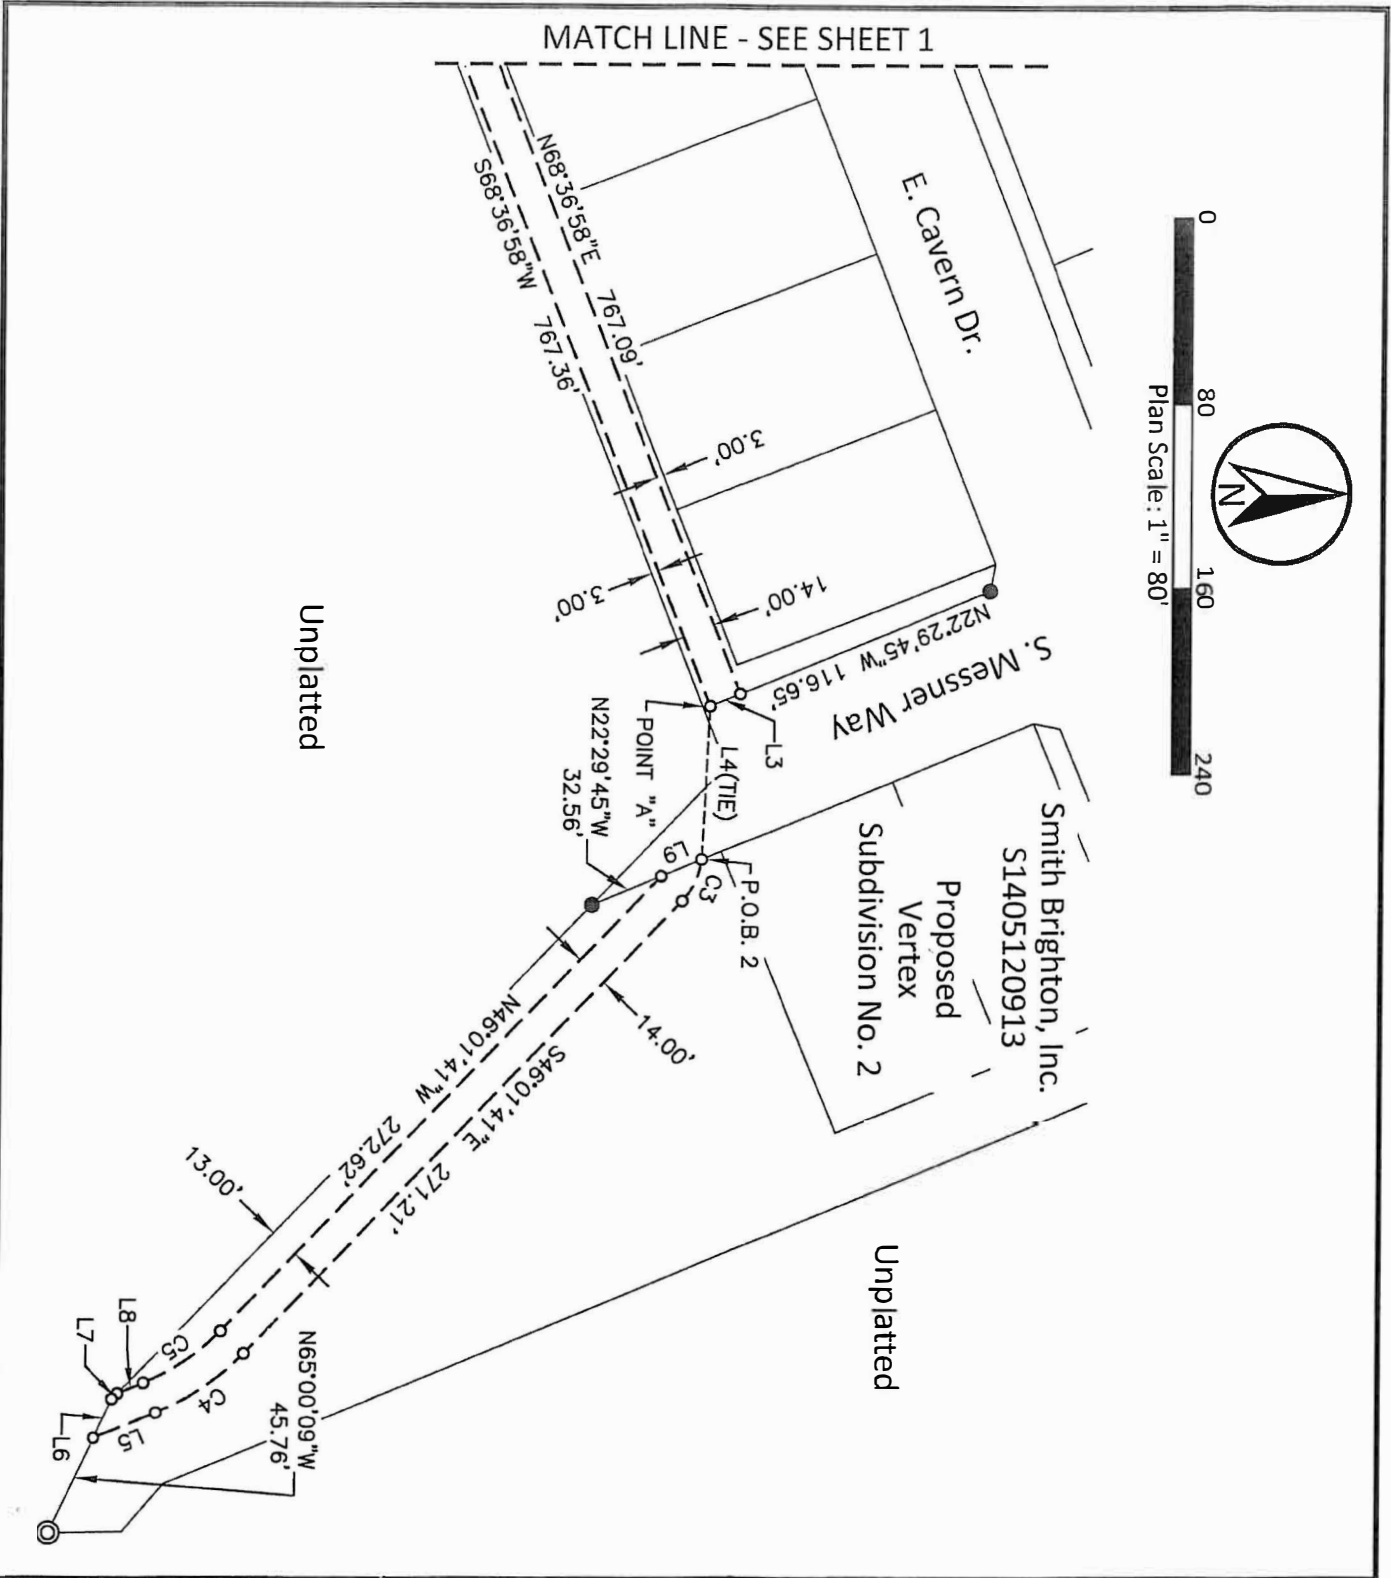 MATCH LINE - SEE SHEET 1
0 80 160 240
Plan Scale: 1" = 80'
N
E. Cavern Dr.
N68°36'58"E 767.09'
S68°36'58"W 767.36'
3.00'
3.00'
14.00'
N22°29'45"W 116.65'
S. Messner Way
L3
L4(TIE)
POINT "A"
N22°29'45"W
32.56'
L9
C3
P.O.B. 2
Smith Brighton, Inc.
S1405120913
Proposed
Vertex
Subdivision No. 2
Unplatted
14.00'
N46°01'41"W 272.62'
S46°01'41"E 271.21'
13.00'
Unplatted
L8
L7
C5
C4
L5
L6
N65°00'09"W
45.76'